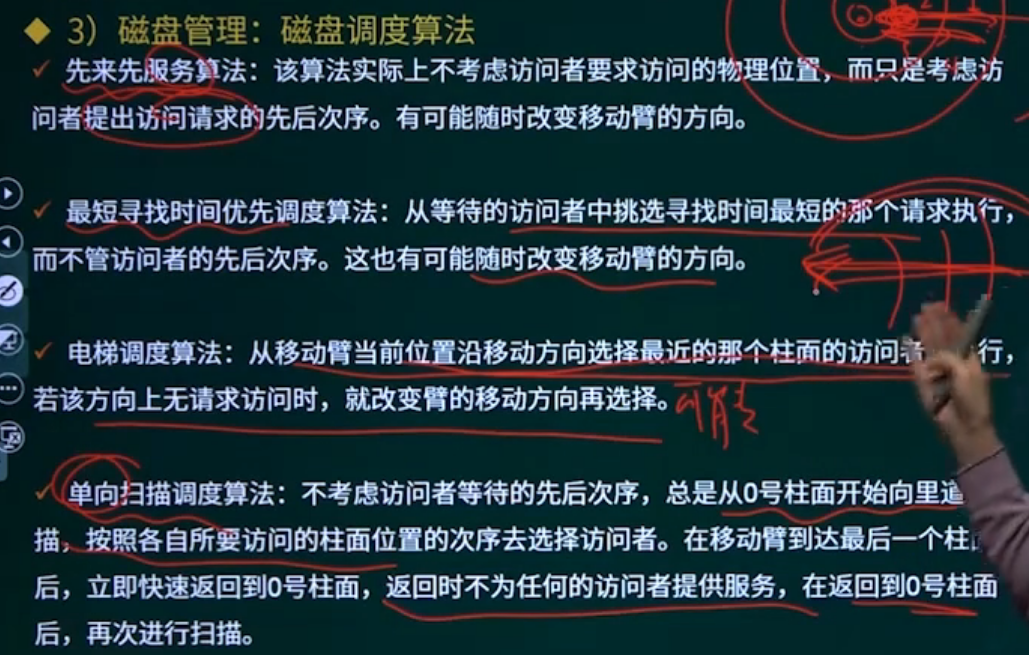 ◆ 3）磁盘管理：磁盘调度算法
✓ 先来先服务算法：该算法实际上不考虑访问者要求访问的物理位置，而只是考虑访
问者提出访问请求的先后次序。有可能随时改变移动臂的方向。
✓ 最短寻找时间优先调度算法：从等待的访问者中挑选寻找时间最短的那个请求执行，
而不管访问者的先后次序。这也有可能随时改变移动臂的方向。
✓ 电梯调度算法：从移动臂当前位置沿移动方向选择最近的那个柱面的访问者 行，
若该方向上无请求访问时，就改变臂的移动方向再选择。
✓ 单向扫描调度算法：不考虑访问者等待的先后次序，总是从0号柱面开始向里道
描，按照各自所要访问的柱面位置的次序去选择访问者。在移动臂到达最后一个柱
后，立即快速返回到0号柱面，返回时不为任何的访问者提供服务，在返回到0号柱面
后，再次进行扫描。